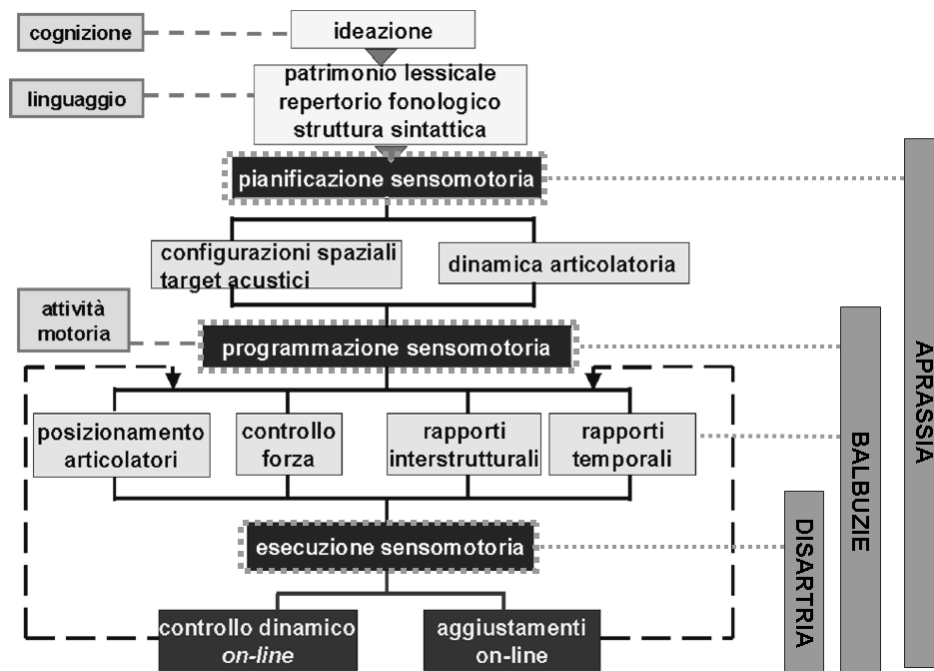 cognizione
ideazione
linguaggio
patrimonio lessicale
repertorio fonologico
struttura sintattica
pianificazione sensomotoria
configurazioni spaziali
target acustici
dinamica articolatoria
attività
motoria
programmazione sensomotoria
posizionamento
articolatori
controllo
forza
rapporti
interstrutturali
rapporti
temporali
esecuzione sensomotoria
controllo dinamico
on-line
aggiustamenti
on-line
DISARTRIA
BALBUZIE
APRASSIA